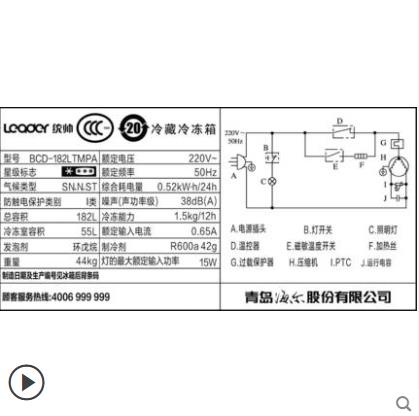 Leader 统帅 CCC 20 冷藏冷冻箱
型号 BCD-182LTMPA 额定电压 220V~
星级标志 额定频率 50Hz
气候类型 SN.N.ST 综合耗电量 0.52kW·h/24h
防触电保护类别 I类 噪声(声功率级) 38dB(A)
总容积 182L 冷冻能力 1.5kg/12h
冷冻室容积 55L 额定输入电流 0.65A
发泡剂 环戊烷 制冷剂 R600a 42g
重量 44kg 灯的最大额定输入功率 15W
制造日期及生产编号见冰箱后背条码
顾客服务热线:4006 999 999
220V~
50Hz
A
B
C
D
E
F
G
H
I
J
A.电源插头 B.灯开关 C.照明灯
D.温控器 E.磁敏温度开关 F.加热丝
G.过载保护器 H.压缩机 I.PTC J.运行电容
青岛海尔股份有限公司